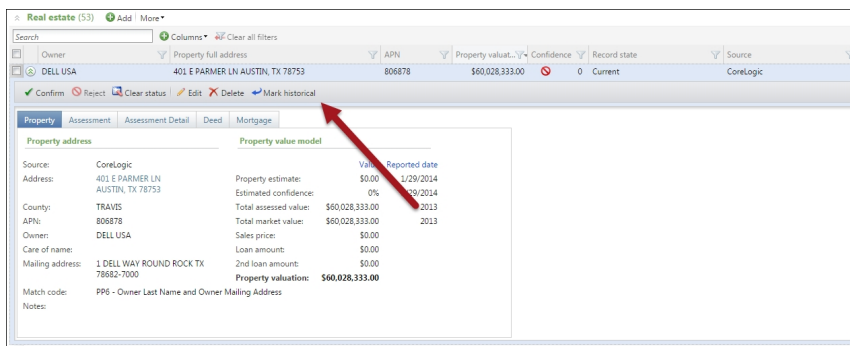 Real estate (53) Add More
Search Columns Clear all filters
Owner Property full address APN Property valuat... Confidence Record state Source
DELL USA 401 E PARMER LN AUSTIN, TX 78753 806878 $60,028,333.00 0 Current CoreLogic
Confirm Reject Clear status Edit Delete Mark historical
Property Assessment Assessment Detail Deed Mortgage
Property address Property value model
Source: CoreLogic Value Reported date
Address: 401 E PARMER LN Property estimate: $0.00 1/29/2014
AUSTIN, TX 78753 Estimated confidence: 0% /29/2014
County: TRAVIS Total assessed value: $60,028,333.00 2013
APN: 806878 Total market value: $60,028,333.00 2013
Owner: DELL USA Sales price: $0.00
Care of name: Loan amount: $0.00
Mailing address: 1 DELL WAY ROUND ROCK TX 2nd loan amount: $0.00
78682-7000 Property valuation: $60,028,333.00
Match code: PP6 - Owner Last Name and Owner Mailing Address
Notes: